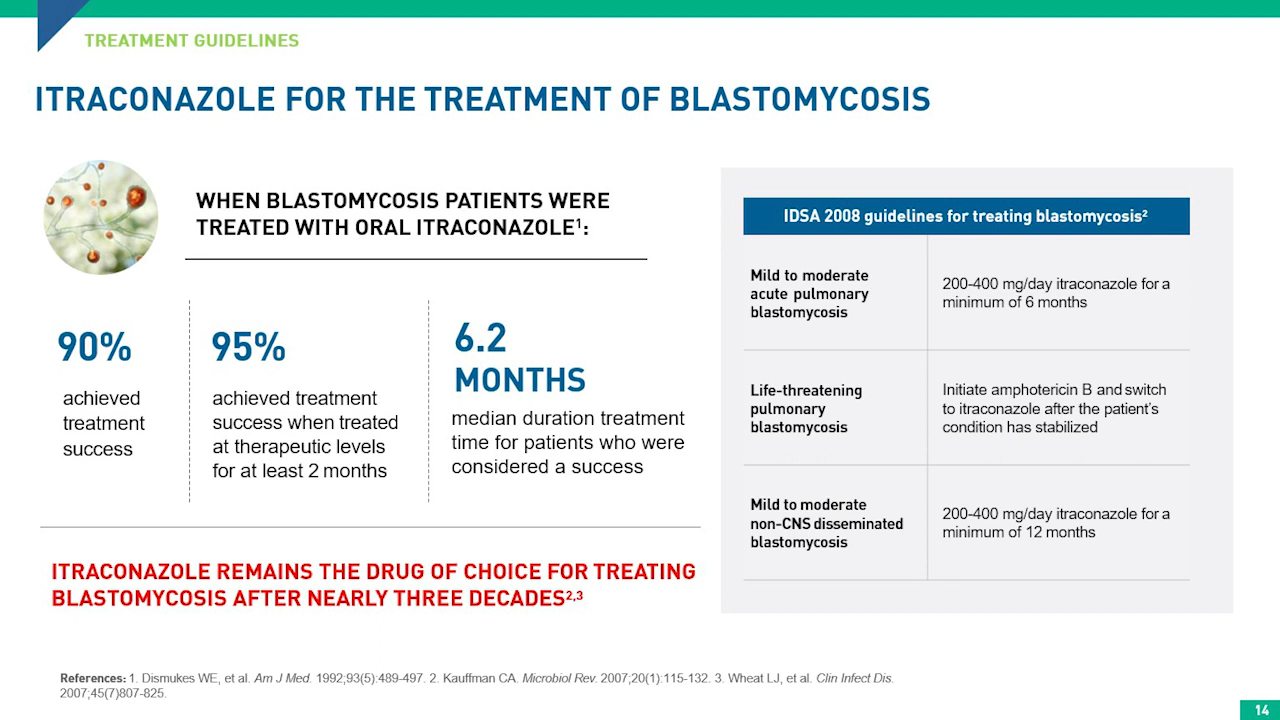 TREATMENT GUIDELINES
ITRACONAZOLE FOR THE TREATMENT OF BLASTOMYCOSIS
WHEN BLASTOMYCOSIS PATIENTS WERE
TREATED WITH ORAL ITRACONAZOLE¹:
90%
achieved
treatment
success
95%
achieved treatment
success when treated
at therapeutic levels
for at least 2 months
6.2
MONTHS
median duration treatment
time for patients who were
considered a success
ITRACONAZOLE REMAINS THE DRUG OF CHOICE FOR TREATING
BLASTOMYCOSIS AFTER NEARLY THREE DECADES²,³
IDSA 2008 guidelines for treating blastomycosis²
Mild to moderate
acute pulmonary
blastomycosis
200-400 mg/day itraconazole for a
minimum of 6 months
Life-threatening
pulmonary
blastomycosis
Initiate amphotericin B and switch
to itraconazole after the patient's
condition has stabilized
Mild to moderate
non-CNS disseminated
blastomycosis
200-400 mg/day itraconazole for a
minimum of 12 months
References: 1. Dismukes WE, et al. Am J Med. 1992;93(5):489-497. 2. Kauffman CA. Microbiol Rev. 2007;20(1):115-132. 3. Wheat LJ, et al. Clin Infect Dis.
2007;45(7)807-825.
14